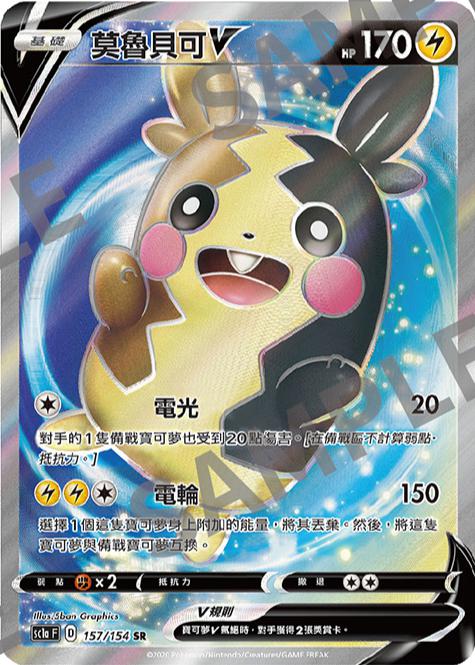 基礎 莫魯貝可V HP 170
電光 20
對手的1隻備戰寶可夢也受到20點傷害。[在備戰區不計算弱點・
抵抗力。]
電輪 150
選擇1個這隻寶可夢身上附加的能量，將其丟棄。然後，將這隻
寶可夢與備戰寶可夢互換。
弱點 ×2 抵抗力 撤退
Illus. 5ban Graphics
V規則
sc1a F D 157/154 SR
寶可夢V氣絕時，對手獲得2張獎賞卡。
©2020 Pokémon/Nintendo/Creatures/GAME FREAK
SAMPLE
SAMPLE